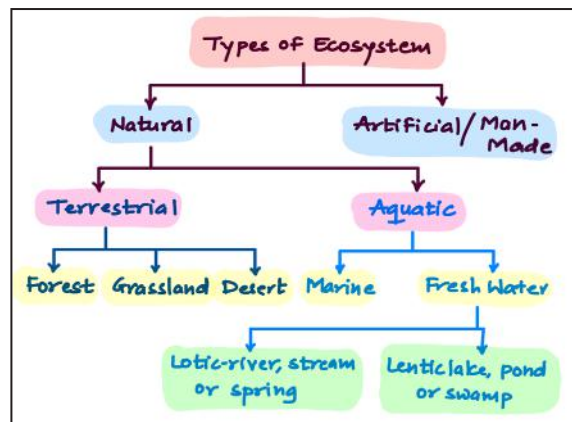 Types of Ecosystem
Natural
Artificial/Man-
Made
Terrestrial
Aquatic
Forest
Grassland
Desert
Marine
Fresh Water
Lotic-river, stream
or spring
Lentic lake, pond
or swamp